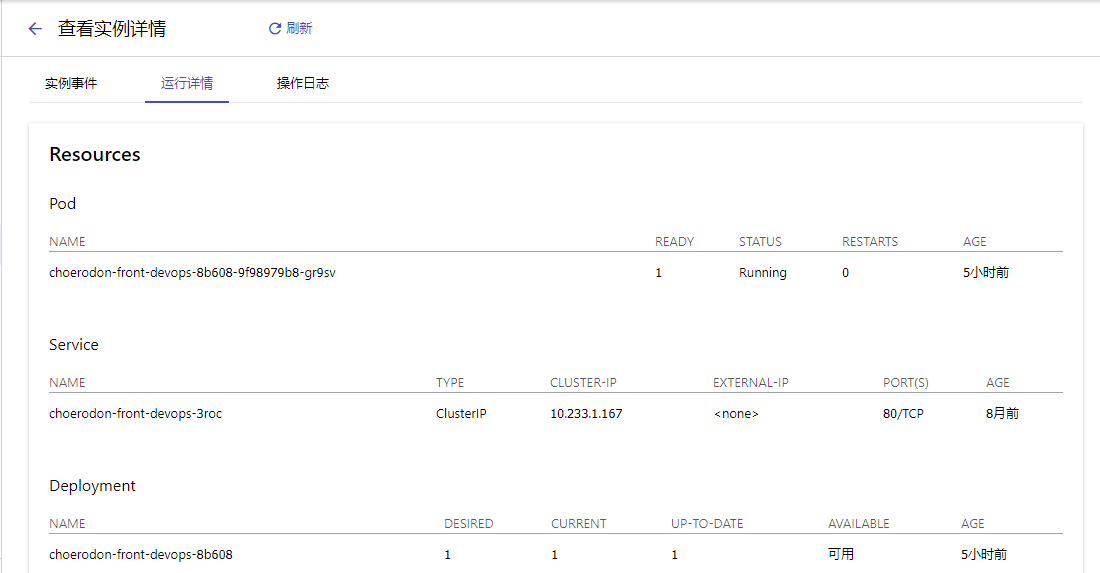 查看实例详情 刷新
实例事件 运行详情 操作日志
Resources
Pod
NAME READY STATUS RESTARTS AGE
choerodon-front-devops-8b608-9f98979b8-gr9sv 1 Running 0 5小时前
Service
NAME TYPE CLUSTER-IP EXTERNAL-IP PORT(S) AGE
choerodon-front-devops-3roc ClusterIP 10.233.1.167 <none> 80/TCP 8月前
Deployment
NAME DESIRED CURRENT UP-TO-DATE AVAILABLE AGE
choerodon-front-devops-8b608 1 1 1 可用 5小时前